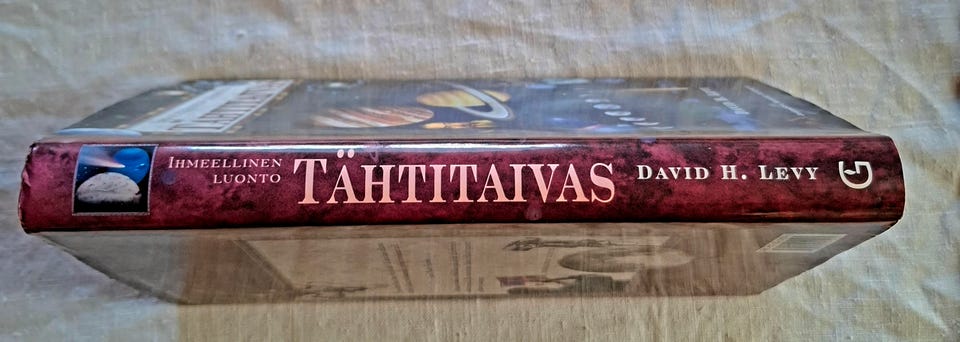 IHMEELLINEN
LUONTO
TÄHTITAIVAS
DAVID H. LEVY
G